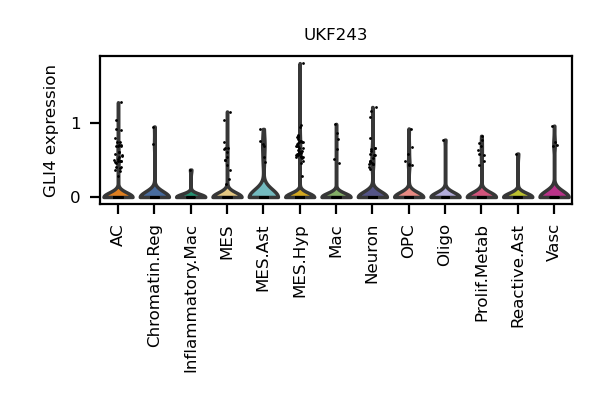 UKF243
GLI4 expression
1
0
AC
Chromatin.Reg
Inflammatory.Mac
MES
MES.Ast
MES.Hyp
Mac
Neuron
OPC
Oligo
Prolif.Metab
Reactive.Ast
Vasc